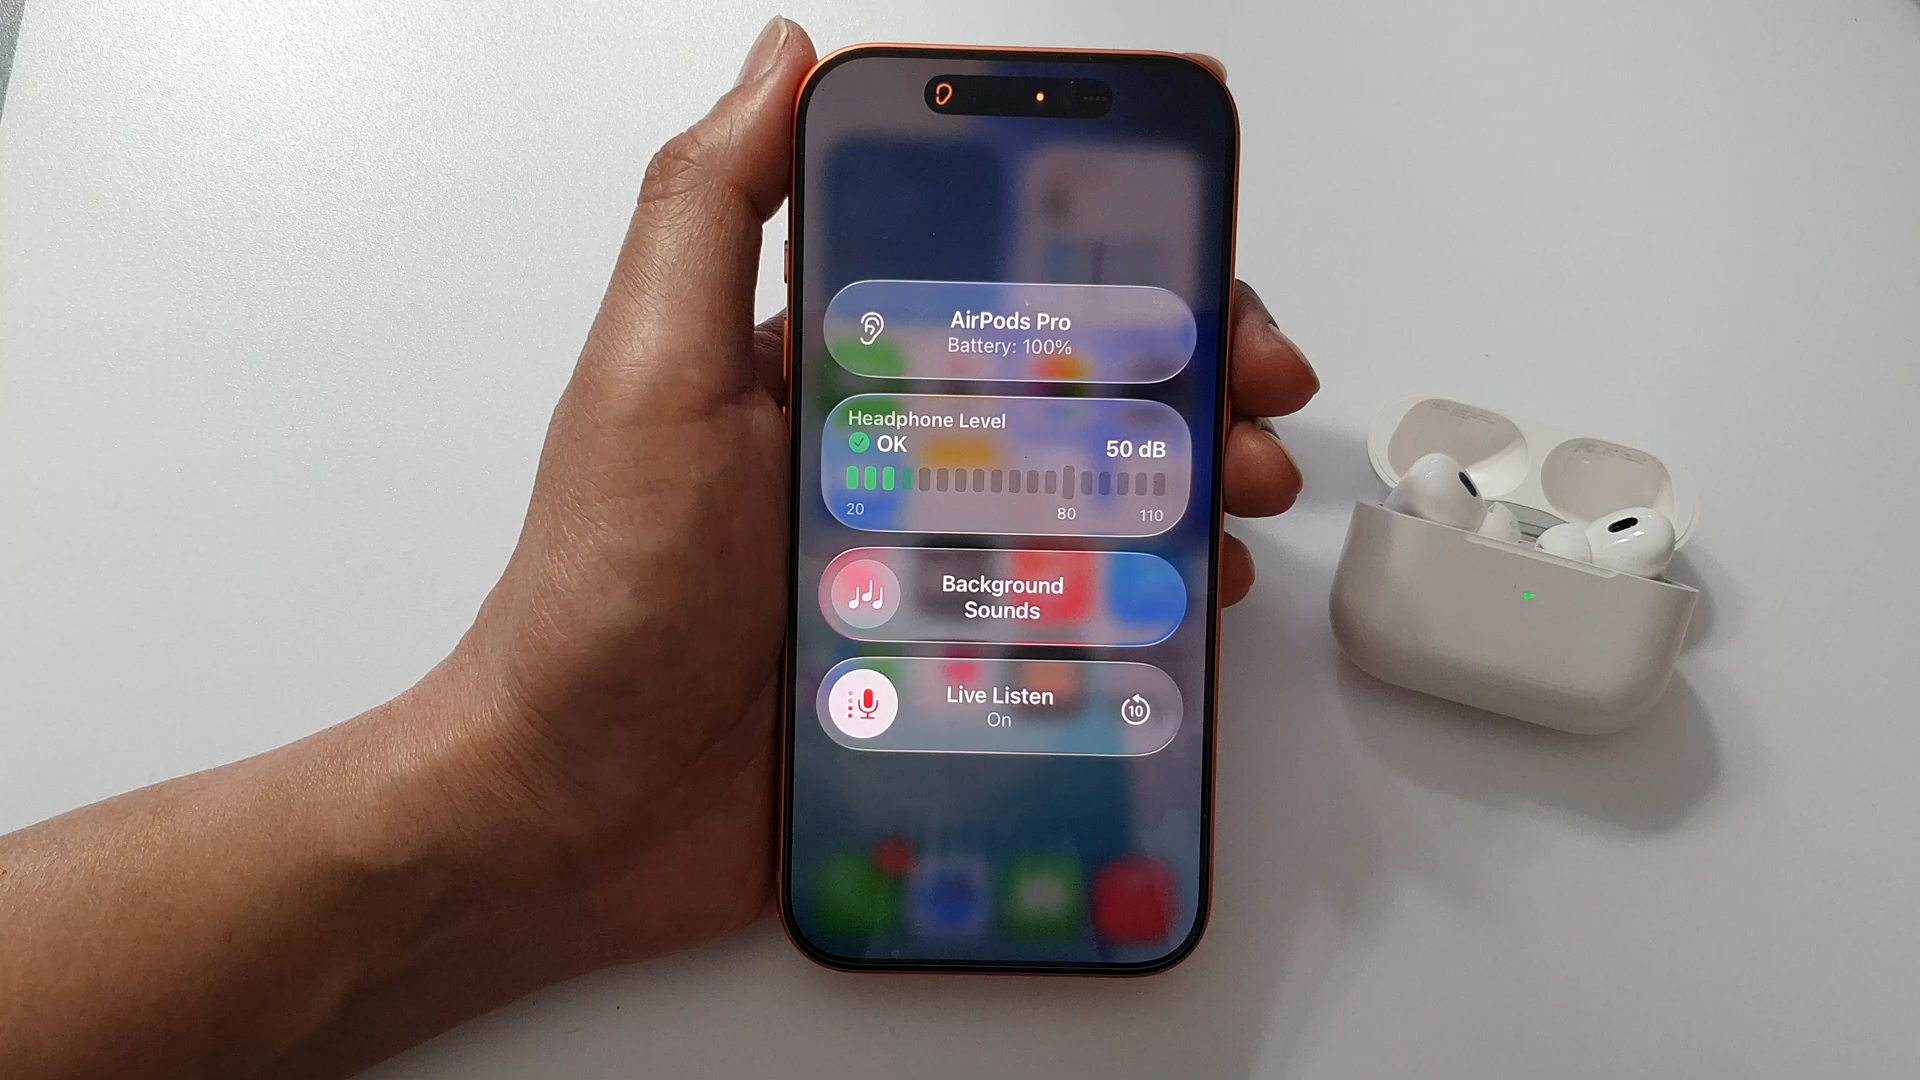 AirPods Pro
Battery: 100%
Headphone Level
OK
50 dB
20
80
110
Background
Sounds
Live Listen
On
10